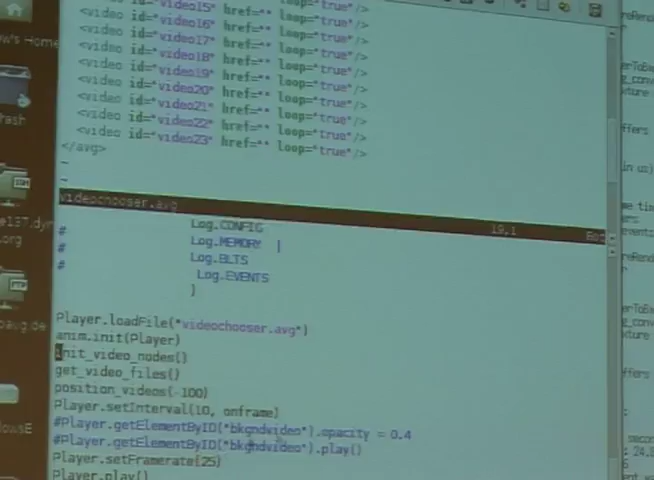 <video id="video15" href="" loop="true"/>
<video id="video16" href="" loop="true"/>
<video id="video17" href="" loop="true"/>
<video id="video18" href="" loop="true"/>
<video id="video19" href="" loop="true"/>
<video id="video20" href="" loop="true"/>
<video id="video21" href="" loop="true"/>
<video id="video22" href="" loop="true"/>
<video id="video23" href="" loop="true"/>
</avg>
~
~
videochooser.avg 19,1
Log.CONFIG
# Log.MEMORY |
# Log.BLTS
# Log.EVENTS
)
Player.loadFile("videochooser.avg")
anim.init(Player)
init_video_nodes()
get_video_files()
position_videos(-100)
Player.setInterval(10, onframe)
#Player.getElementByID("bkgndvideo").opacity = 0.4
#Player.getElementByID("bkgndvideo").play()
Player.setFramerate(25)
Player.play()